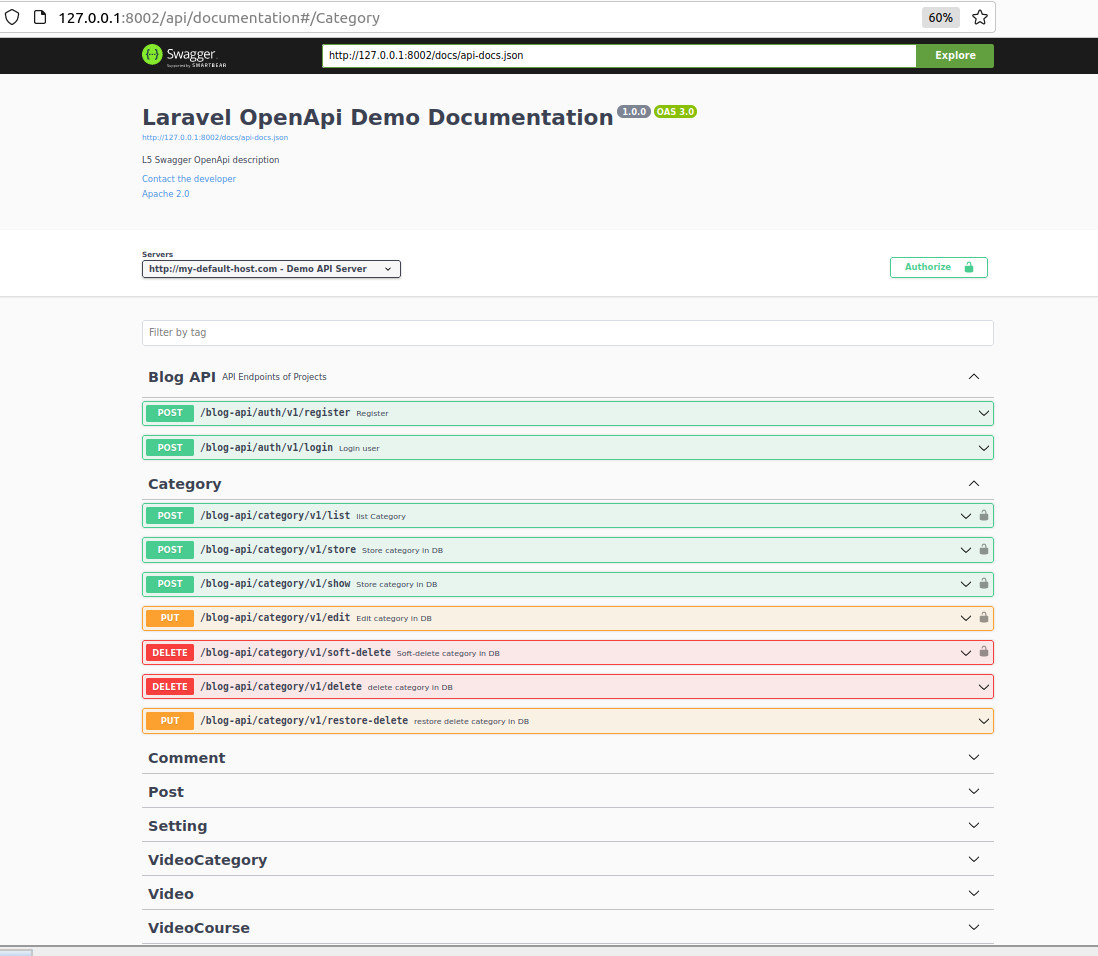 127.0.0.1:8002/api/documentation#/Category
60%
Swagger
Supported by SMARTBEAR
http://127.0.0.1:8002/docs/api-docs.json
Explore
Laravel OpenApi Demo Documentation 1.0.0 OAS 3.0
http://127.0.0.1:8002/docs/api-docs.json
L5 Swagger OpenApi description
Contact the developer
Apache 2.0
Servers
http://my-default-host.com - Demo API Server
Authorize
Filter by tag
Blog API API Endpoints of Projects
POST /blog-api/auth/v1/register Register
POST /blog-api/auth/v1/login Login user
Category
POST /blog-api/category/v1/list list Category
POST /blog-api/category/v1/store Store category in DB
POST /blog-api/category/v1/show Store category in DB
PUT /blog-api/category/v1/edit Edit category in DB
DELETE /blog-api/category/v1/soft-delete Soft-delete category in DB
DELETE /blog-api/category/v1/delete delete category in DB
PUT /blog-api/category/v1/restore-delete restore delete category in DB
Comment
Post
Setting
VideoCategory
Video
VideoCourse